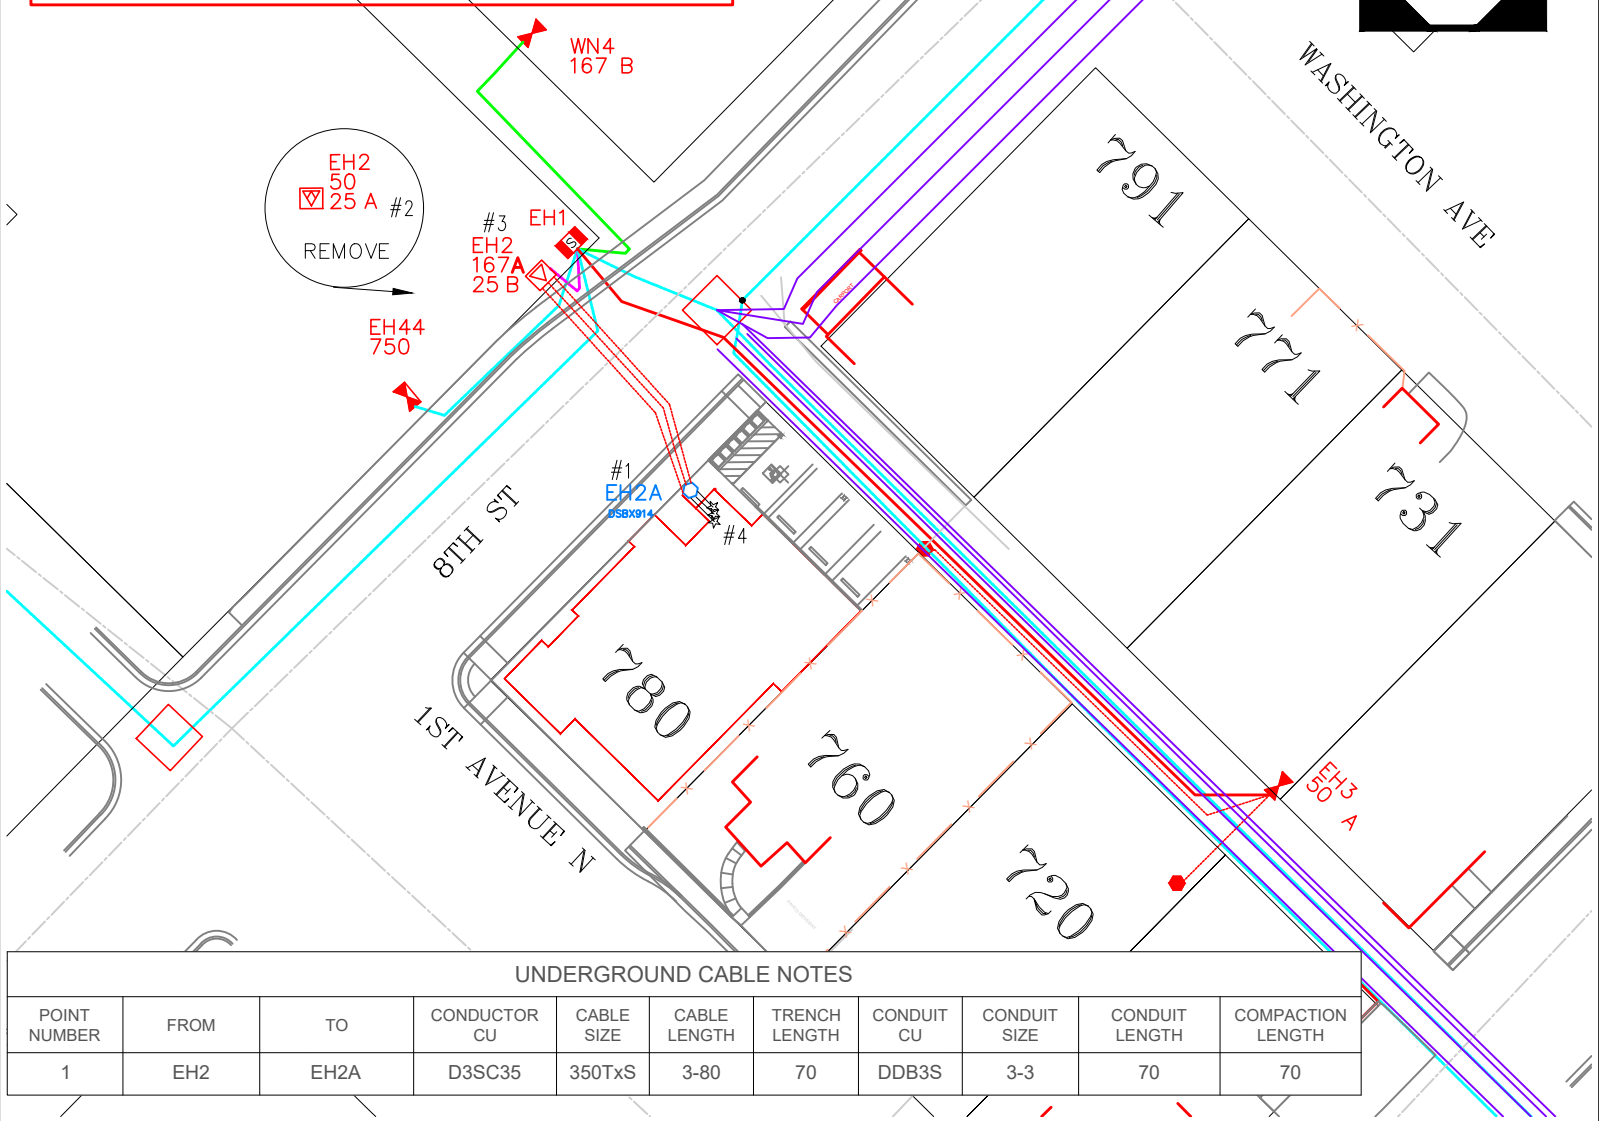 WN4
167 B
WASHINGTON AVE
EH2
50
25 A
#2
REMOVE
#3
EH1
S
EH2
167A
25 B
EH44
750
791
771
731
CARPORT
#1
EH2A
DSBX914
#4
8TH ST
780
760
720
1ST AVENUE N
EH3
50 A
UNDERGROUND CABLE NOTES
POINT NUMBER FROM TO CONDUCTOR CU CABLE SIZE CABLE LENGTH TRENCH LENGTH CONDUIT CU CONDUIT SIZE CONDUIT LENGTH COMPACTION LENGTH
1 EH2 EH2A D3SC35 350TxS 3-80 70 DDB3S 3-3 70 70